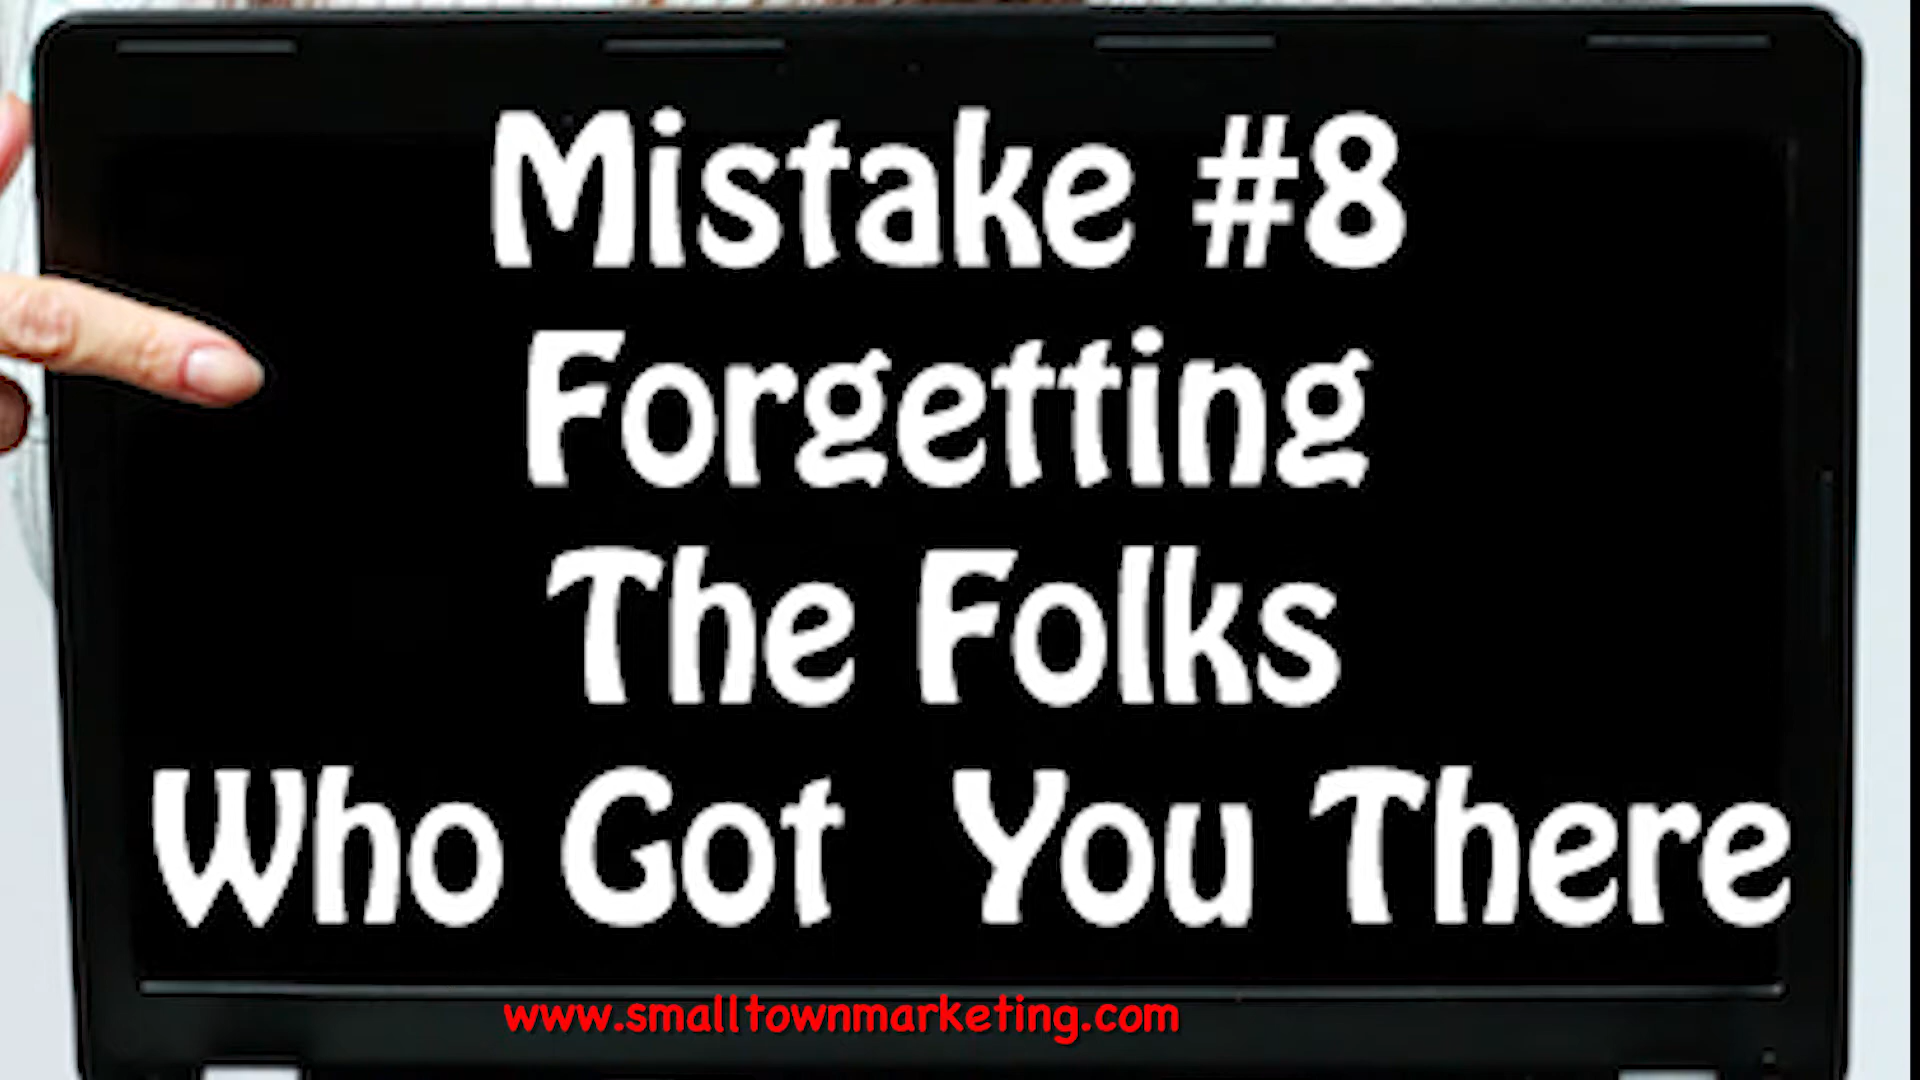 Mistake #8
Forgetting
The Folks
Who Got You There
www.smalltownmarketing.com